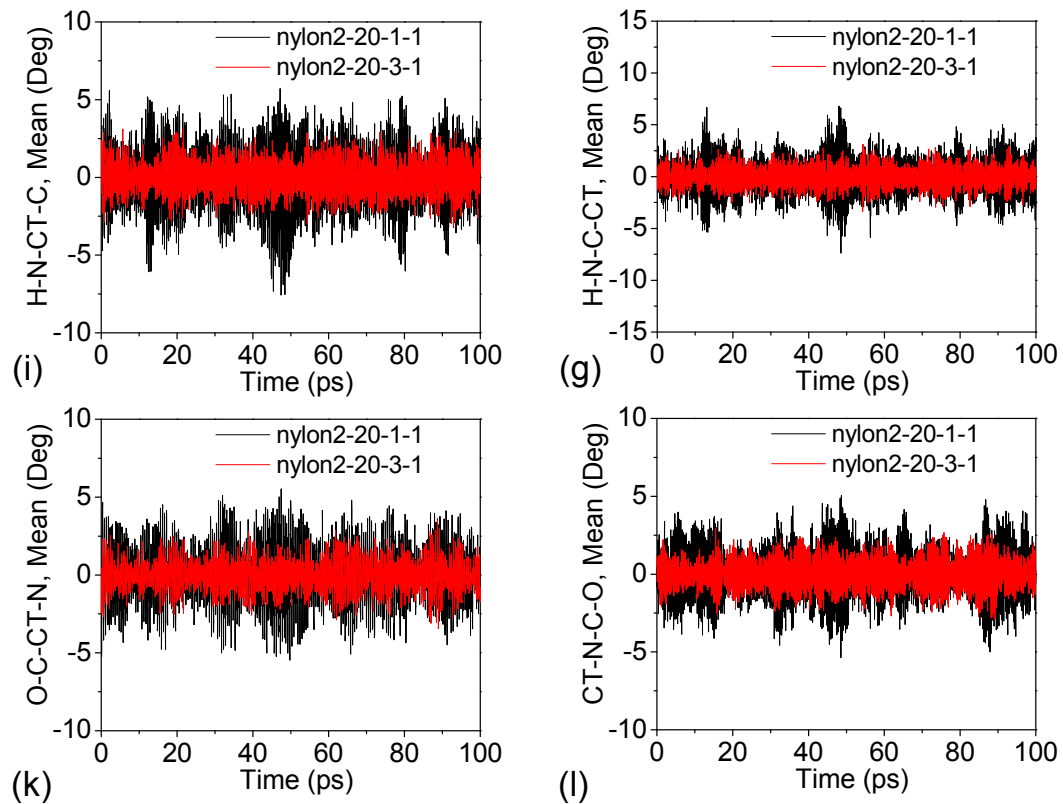 10
5
0
-5
-10
H-N-CT-C, Mean (Deg)
nylon2-20-1-1
nylon2-20-3-1
0 20 40 60 80 100
Time (ps)
(i)
15
10
5
0
-5
-10
-15
H-N-C-CT, Mean (Deg)
nylon2-20-1-1
nylon2-20-3-1
0 20 40 60 80 100
Time (ps)
(g)
10
5
0
-5
-10
O-C-CT-N, Mean (Deg)
nylon2-20-1-1
nylon2-20-3-1
0 20 40 60 80 100
Time (ps)
(k)
10
5
0
-5
-10
CT-N-C-O, Mean (Deg)
nylon2-20-1-1
nylon2-20-3-1
0 20 40 60 80 100
Time (ps)
(l)